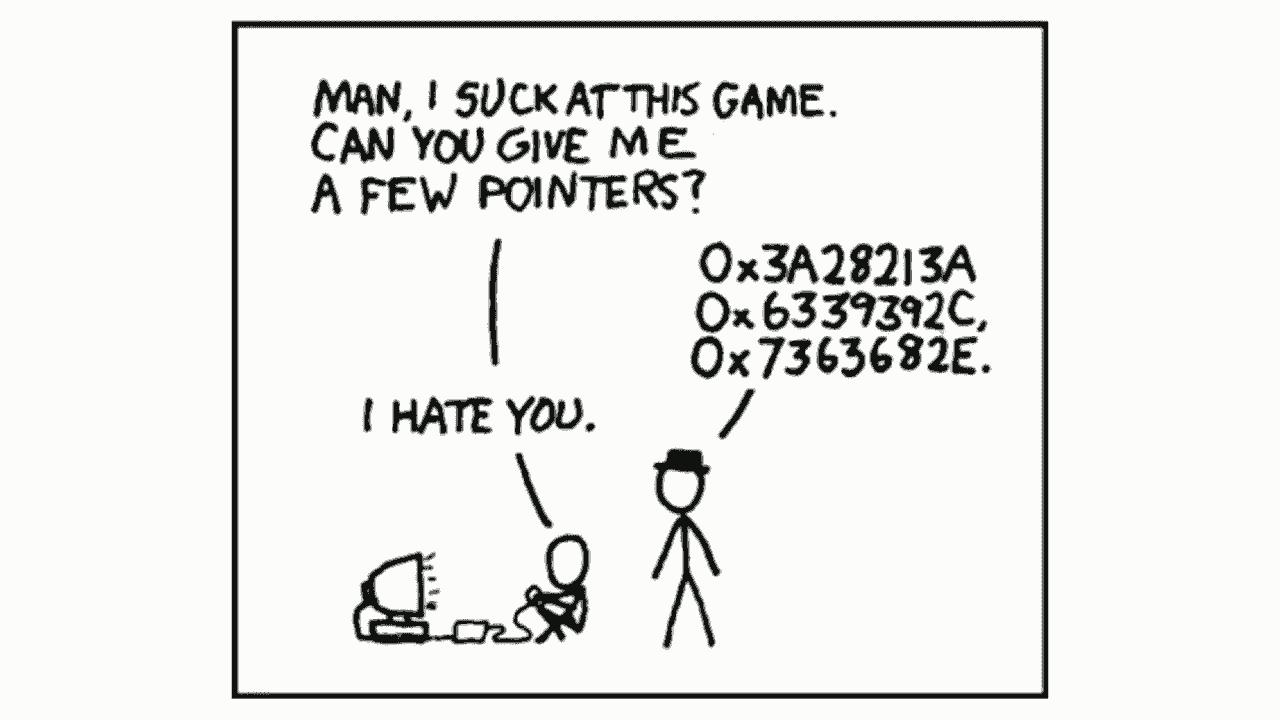 MAN, I SUCK AT THIS GAME.
CAN YOU GIVE ME
A FEW POINTERS?
0x3A28213A
0x6339392C,
0x7363682E.
I HATE YOU.